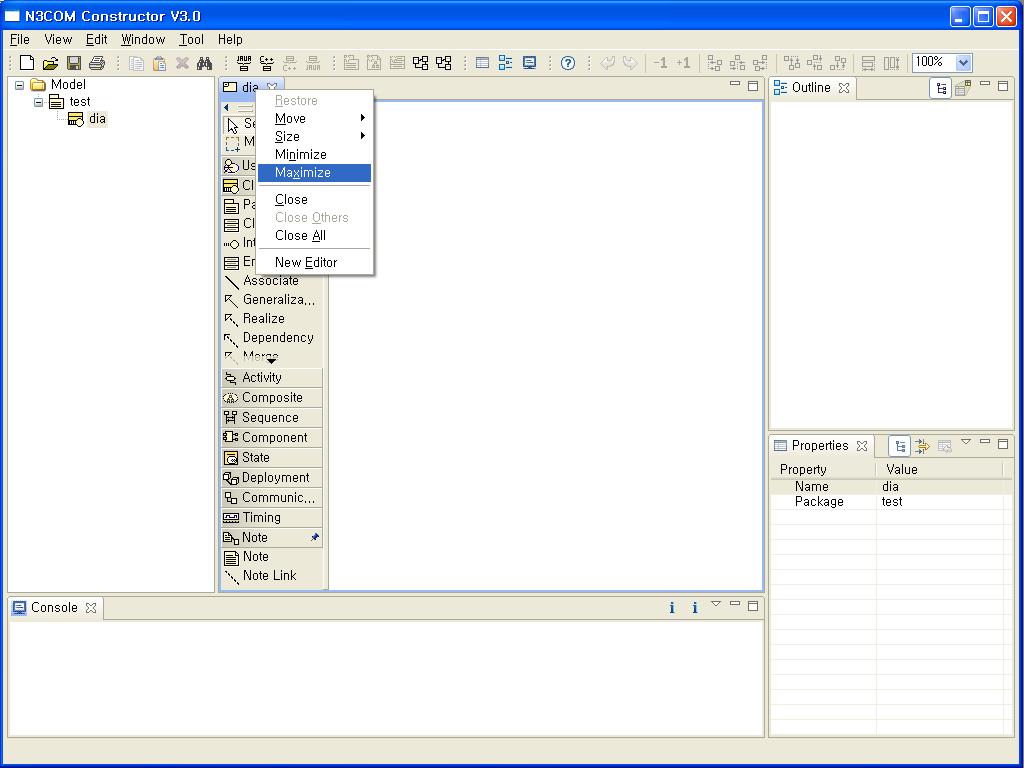 N3COM Constructor V3.0
File View Edit Window Tool Help
JAVA C++ JAVA -1 +1 100%
Model
test
dia
dia
Restore
Move
Size
Minimize
Maximize
Close
Close Others
Close All
New Editor
Se
M
Us
Cl
Pa
Cl
Int
En
Associate
Generaliza...
Realize
Dependency
Merge
Activity
Composite
Sequence
Component
State
Deployment
Communic...
Timing
Note
Note
Note Link
Outline
Properties
Property Value
Name dia
Package test
Console